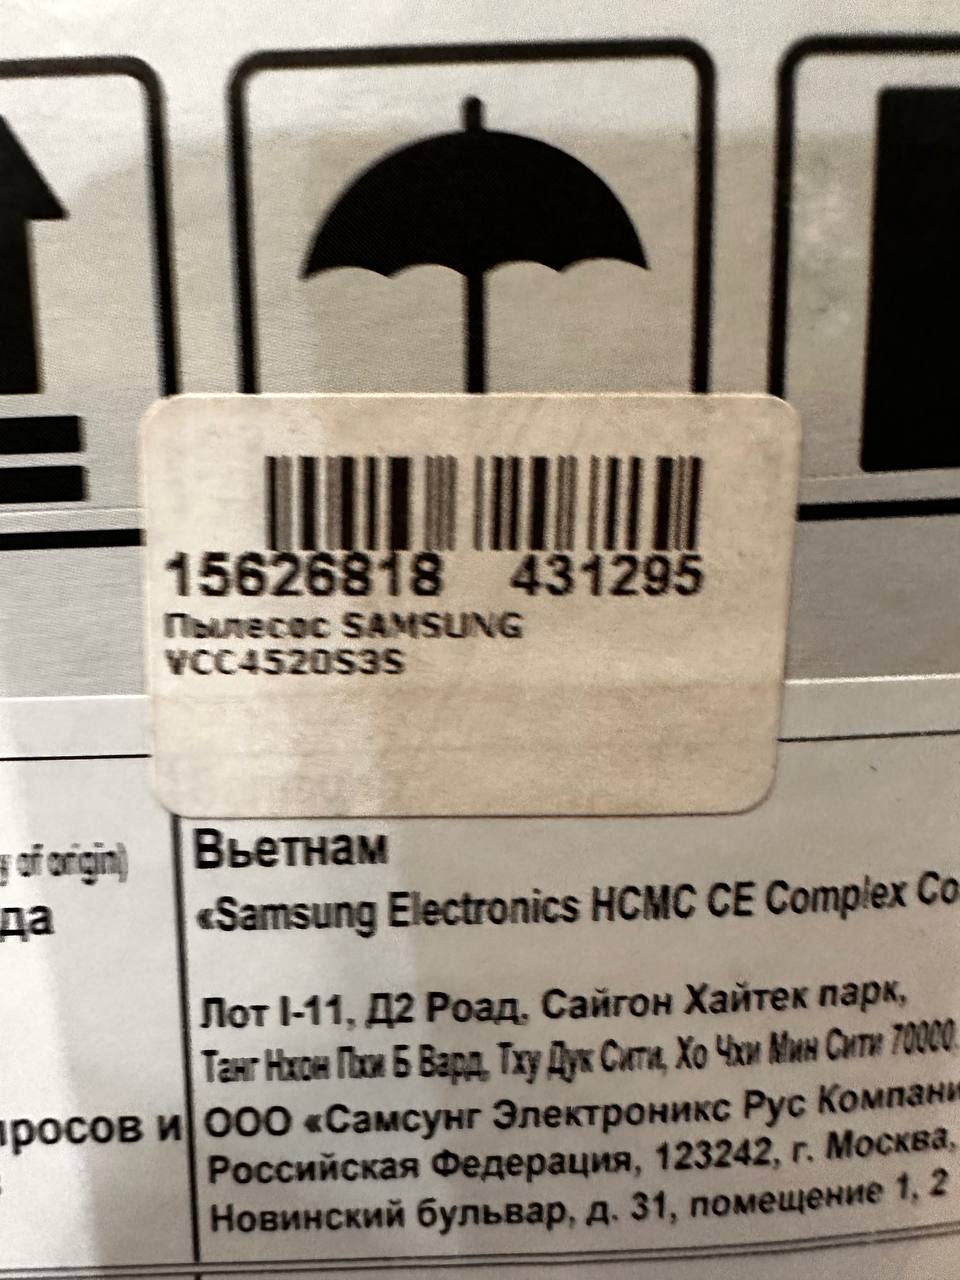 15626818 431295
Пылесос SAMSUNG
VCC4520S3S
of origin)
Вьетнам
да
«Samsung Electronics HCMC CE Complex Co
Лот I-11, Д2 Роад, Сайгон Хайтек парк,
Танг Нхон Пхи Б Вард, Тху Дук Сити, Хо Чхи Мин Сити 70000
просов и
ООО «Самсунг Электроникс Рус Компани
Российская Федерация, 123242, г. Москва,
Новинский бульвар, д. 31, помещение 1, 2